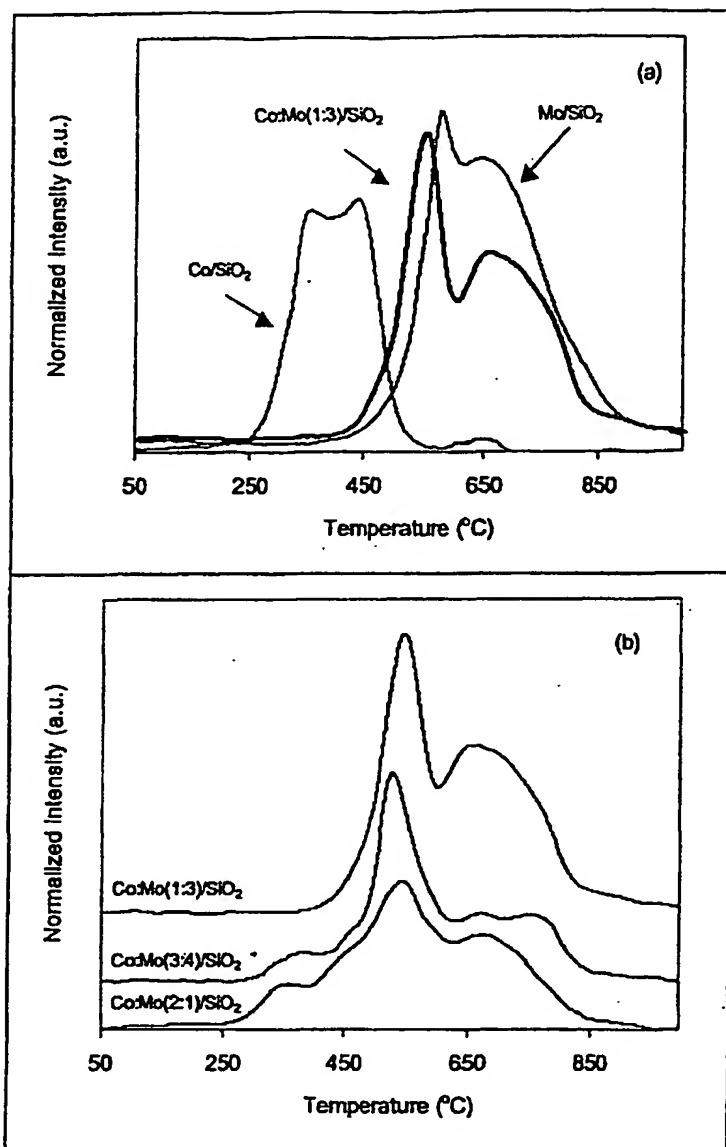 (a)
Co:Mo(1:3)/SiO₂
Mo/SiO₂
Co/SiO₂
Normalized Intensity (a.u.)
50 250 450 650 850
Temperature (°C)
(b)
Normalized Intensity (a.u.)
Co:Mo(1:3)/SiO₂
Co:Mo(3:4)/SiO₂
Co:Mo(2:1)/SiO₂
50 250 450 650 850
Temperature (°C)